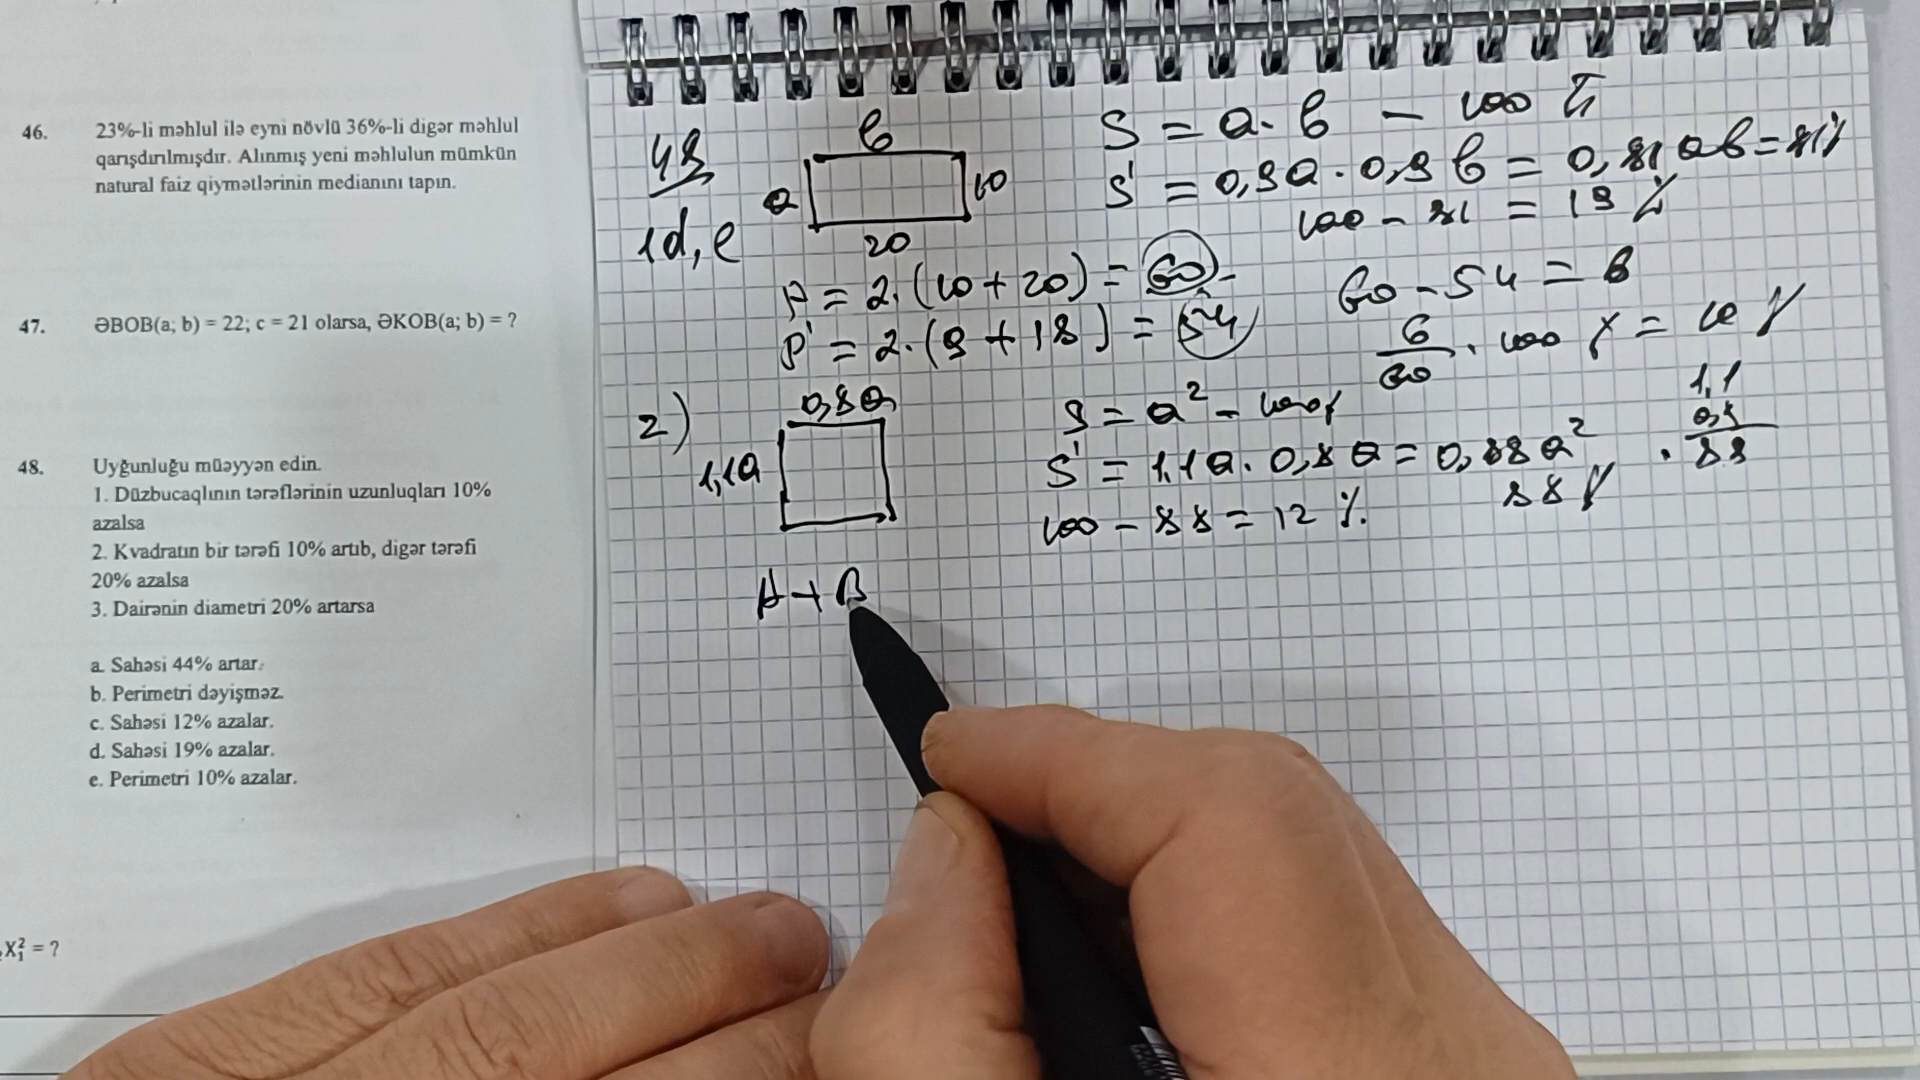 46. 23%-li məhlul ilə eyni növlü 36%-li digər məhlul
qarışdırılmışdır. Alınmış yeni məhlulun mümkün
natural faiz qiymətlərinin medianını tapın.
47. ƏBOB(a; b) = 22; c = 21 olarsa, ƏKOB(a; b) = ?
48. Uyğunluğu müəyyən edin.
1. Düzbucaqlının tərəflərinin uzunluqları 10%
azalsa
2. Kvadratın bir tərəfi 10% artıb, digər tərəfi
20% azalsa
3. Dairənin diametri 20% artarsa
a. Sahəsi 44% artar.
b. Perimetri dəyişməz.
c. Sahəsi 12% azalar.
d. Sahəsi 19% azalar.
e. Perimetri 10% azalar.
X₁² = ?
48
1d, e
b
a
10
20
S = a · b – 100 %
S' = 0,9a · 0,9b = 0,81ab = 81%
100 – 81 = 19 %
P = 2 · (10 + 20) = 60
P' = 2 · (9 + 18) = 54
60 – 54 = 6
6/60 · 100 % = 10 %
2)
0,8a
1,1a
S = a² – 100%
S' = 1,1a · 0,8a = 0,88a²
88 %
100 – 88 = 12 %.
1,1
0,8
· 88
A + B